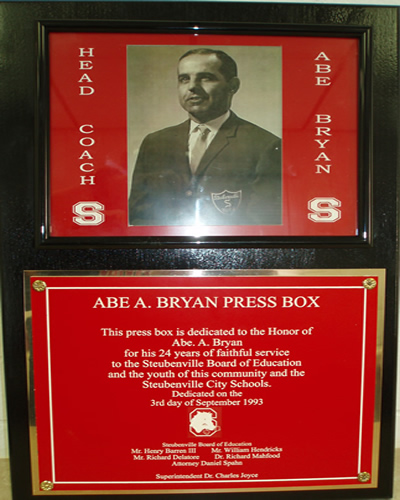 HEAD COACH
ABE BRYAN
Steubenville
S
S
S
ABE A. BRYAN PRESS BOX
This press box is dedicated to the Honor of
Abe. A. Bryan
for his 24 years of faithful service
to the Steubenville Board of Education
and the youth of this community and the
Steubenville City Schools.
Dedicated on the
3rd day of September 1993
Steubenville Board of Education
Mr. Henry Barren III Mr. William Hendricks
Mr. Richard Delatore Dr. Richard Mahfood
Attorney Daniel Spahn
Superintendent Dr. Charles Joyce